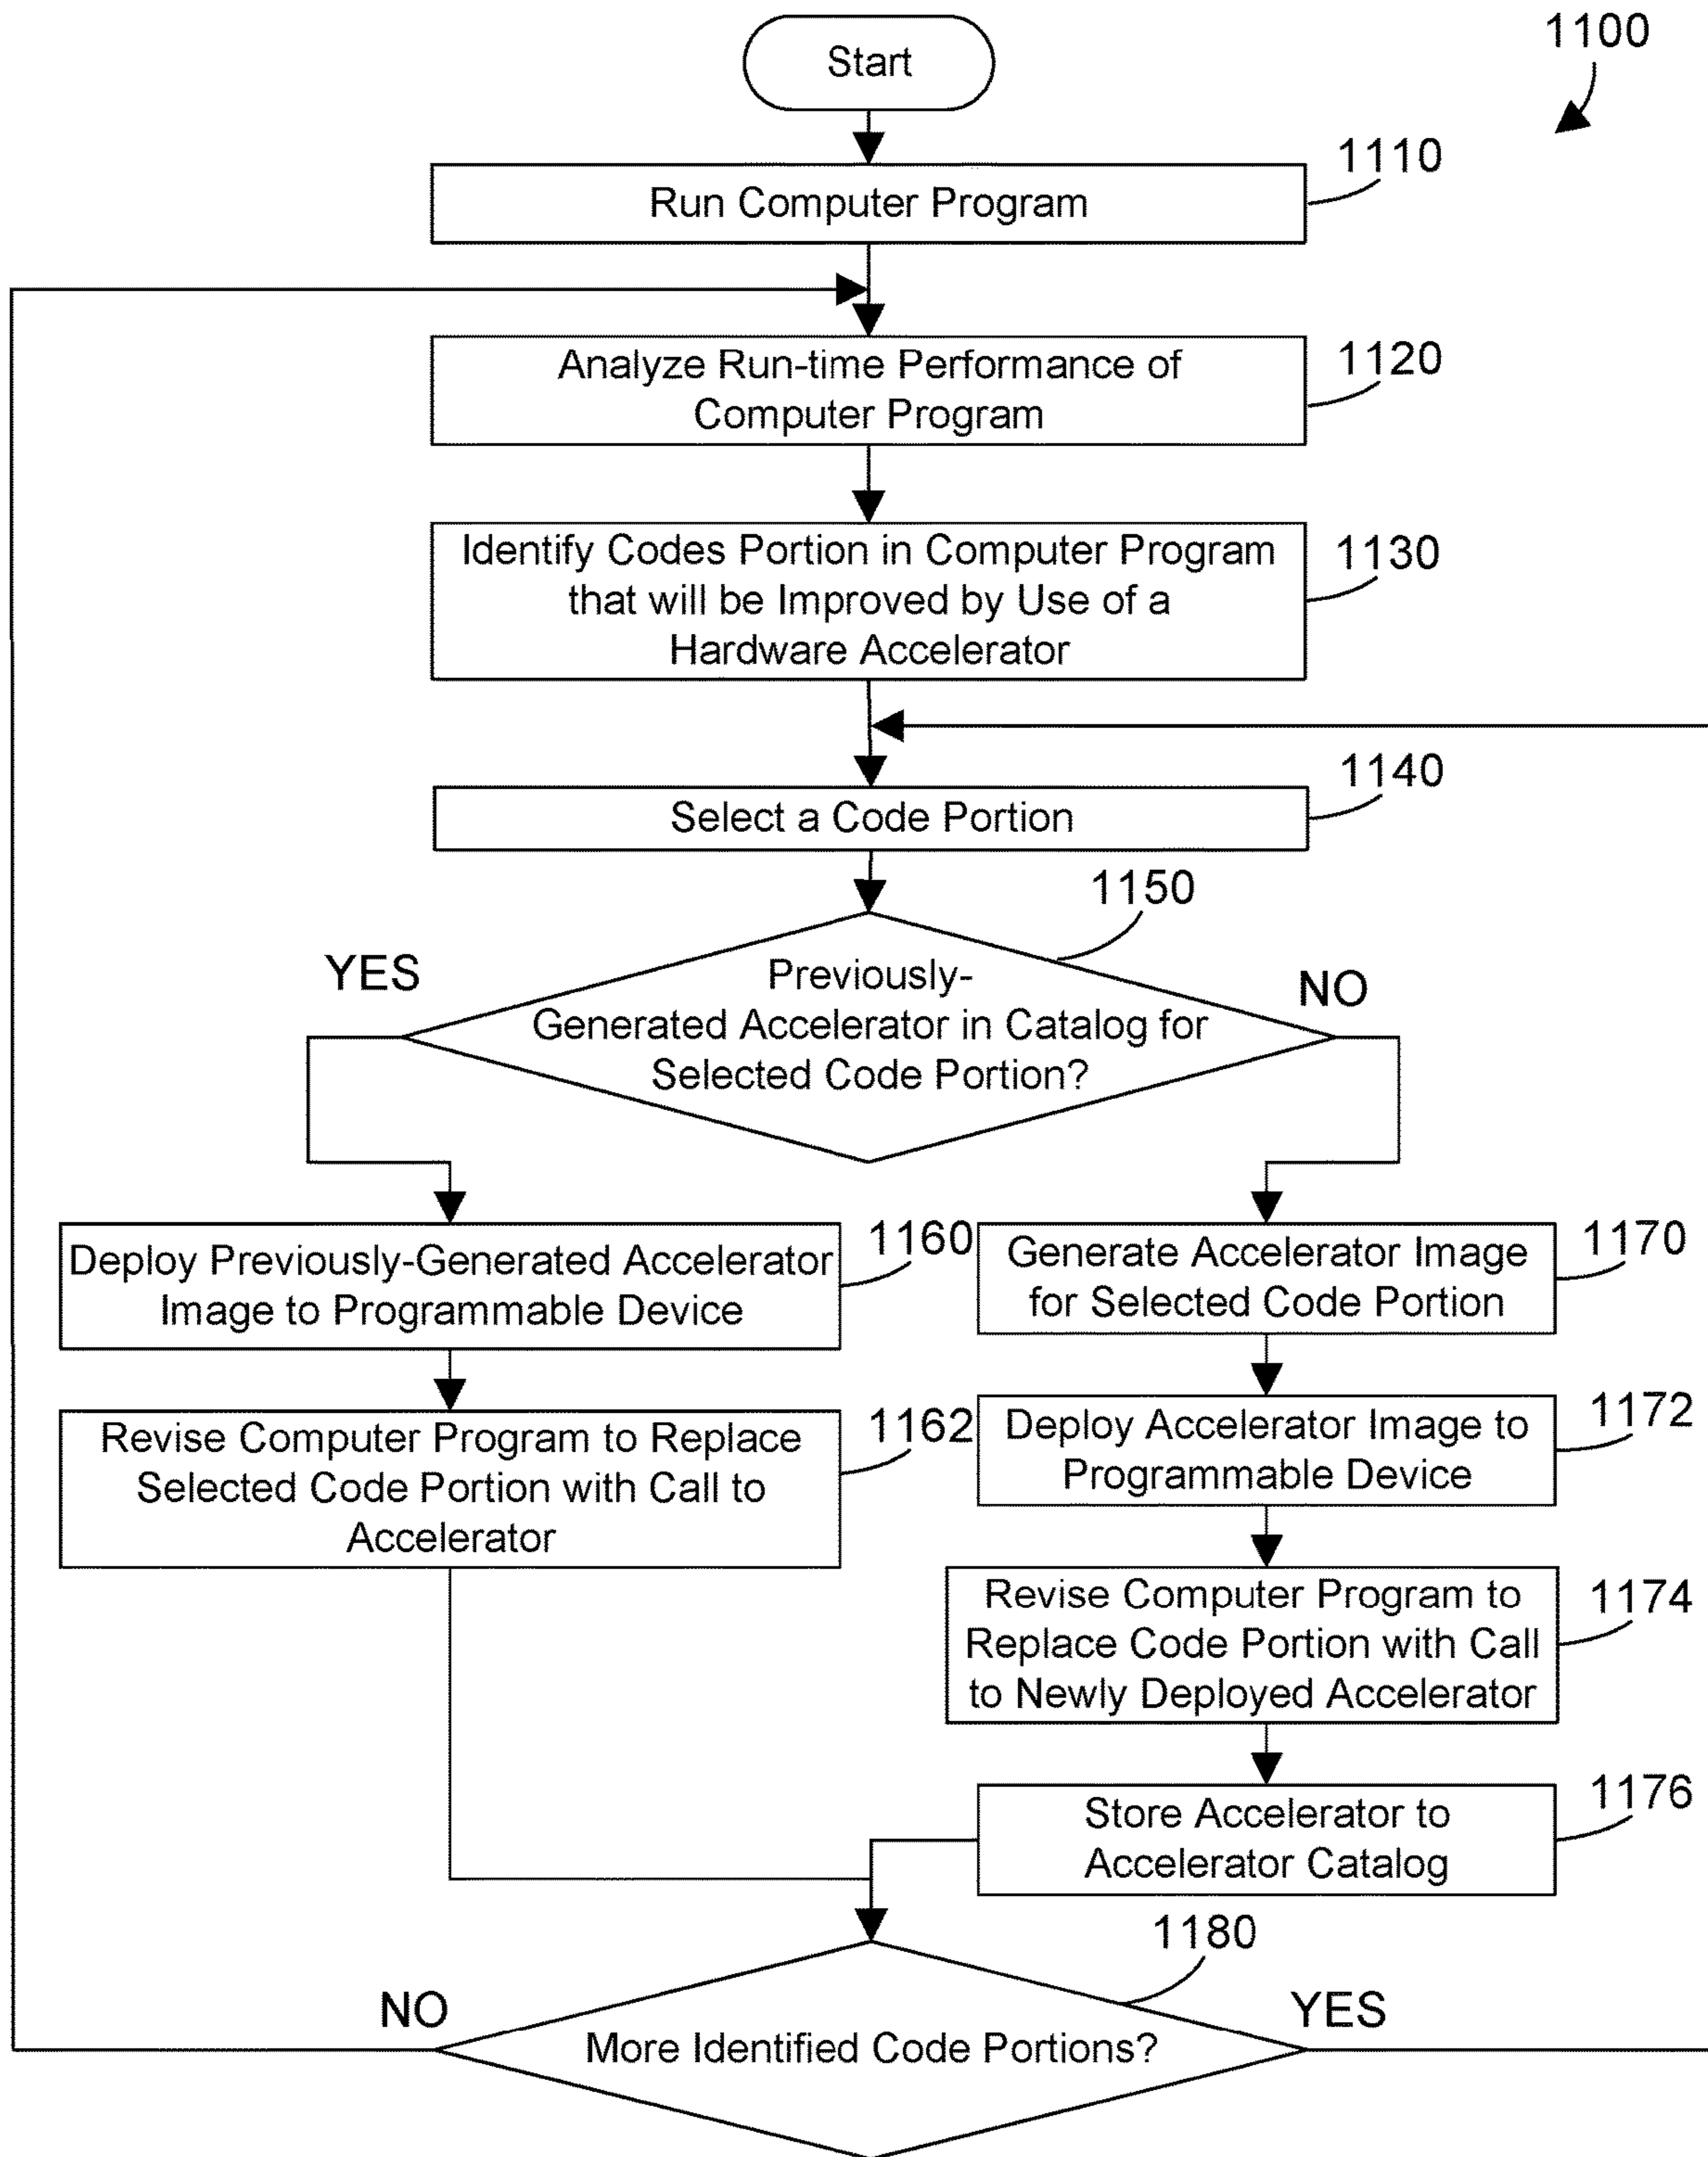 1100
Start
1110
Run Computer Program
1120
Analyze Run-time Performance of
Computer Program
1130
Identify Codes Portion in Computer Program
that will be Improved by Use of a
Hardware Accelerator
1140
Select a Code Portion
1150
YES
NO
Previously-
Generated Accelerator in Catalog for
Selected Code Portion?
1160
Deploy Previously-Generated Accelerator
Image to Programmable Device
1162
Revise Computer Program to Replace
Selected Code Portion with Call to
Accelerator
1170
Generate Accelerator Image
for Selected Code Portion
1172
Deploy Accelerator Image to
Programmable Device
1174
Revise Computer Program to
Replace Code Portion with Call
to Newly Deployed Accelerator
1176
Store Accelerator to
Accelerator Catalog
1180
NO
YES
More Identified Code Portions?